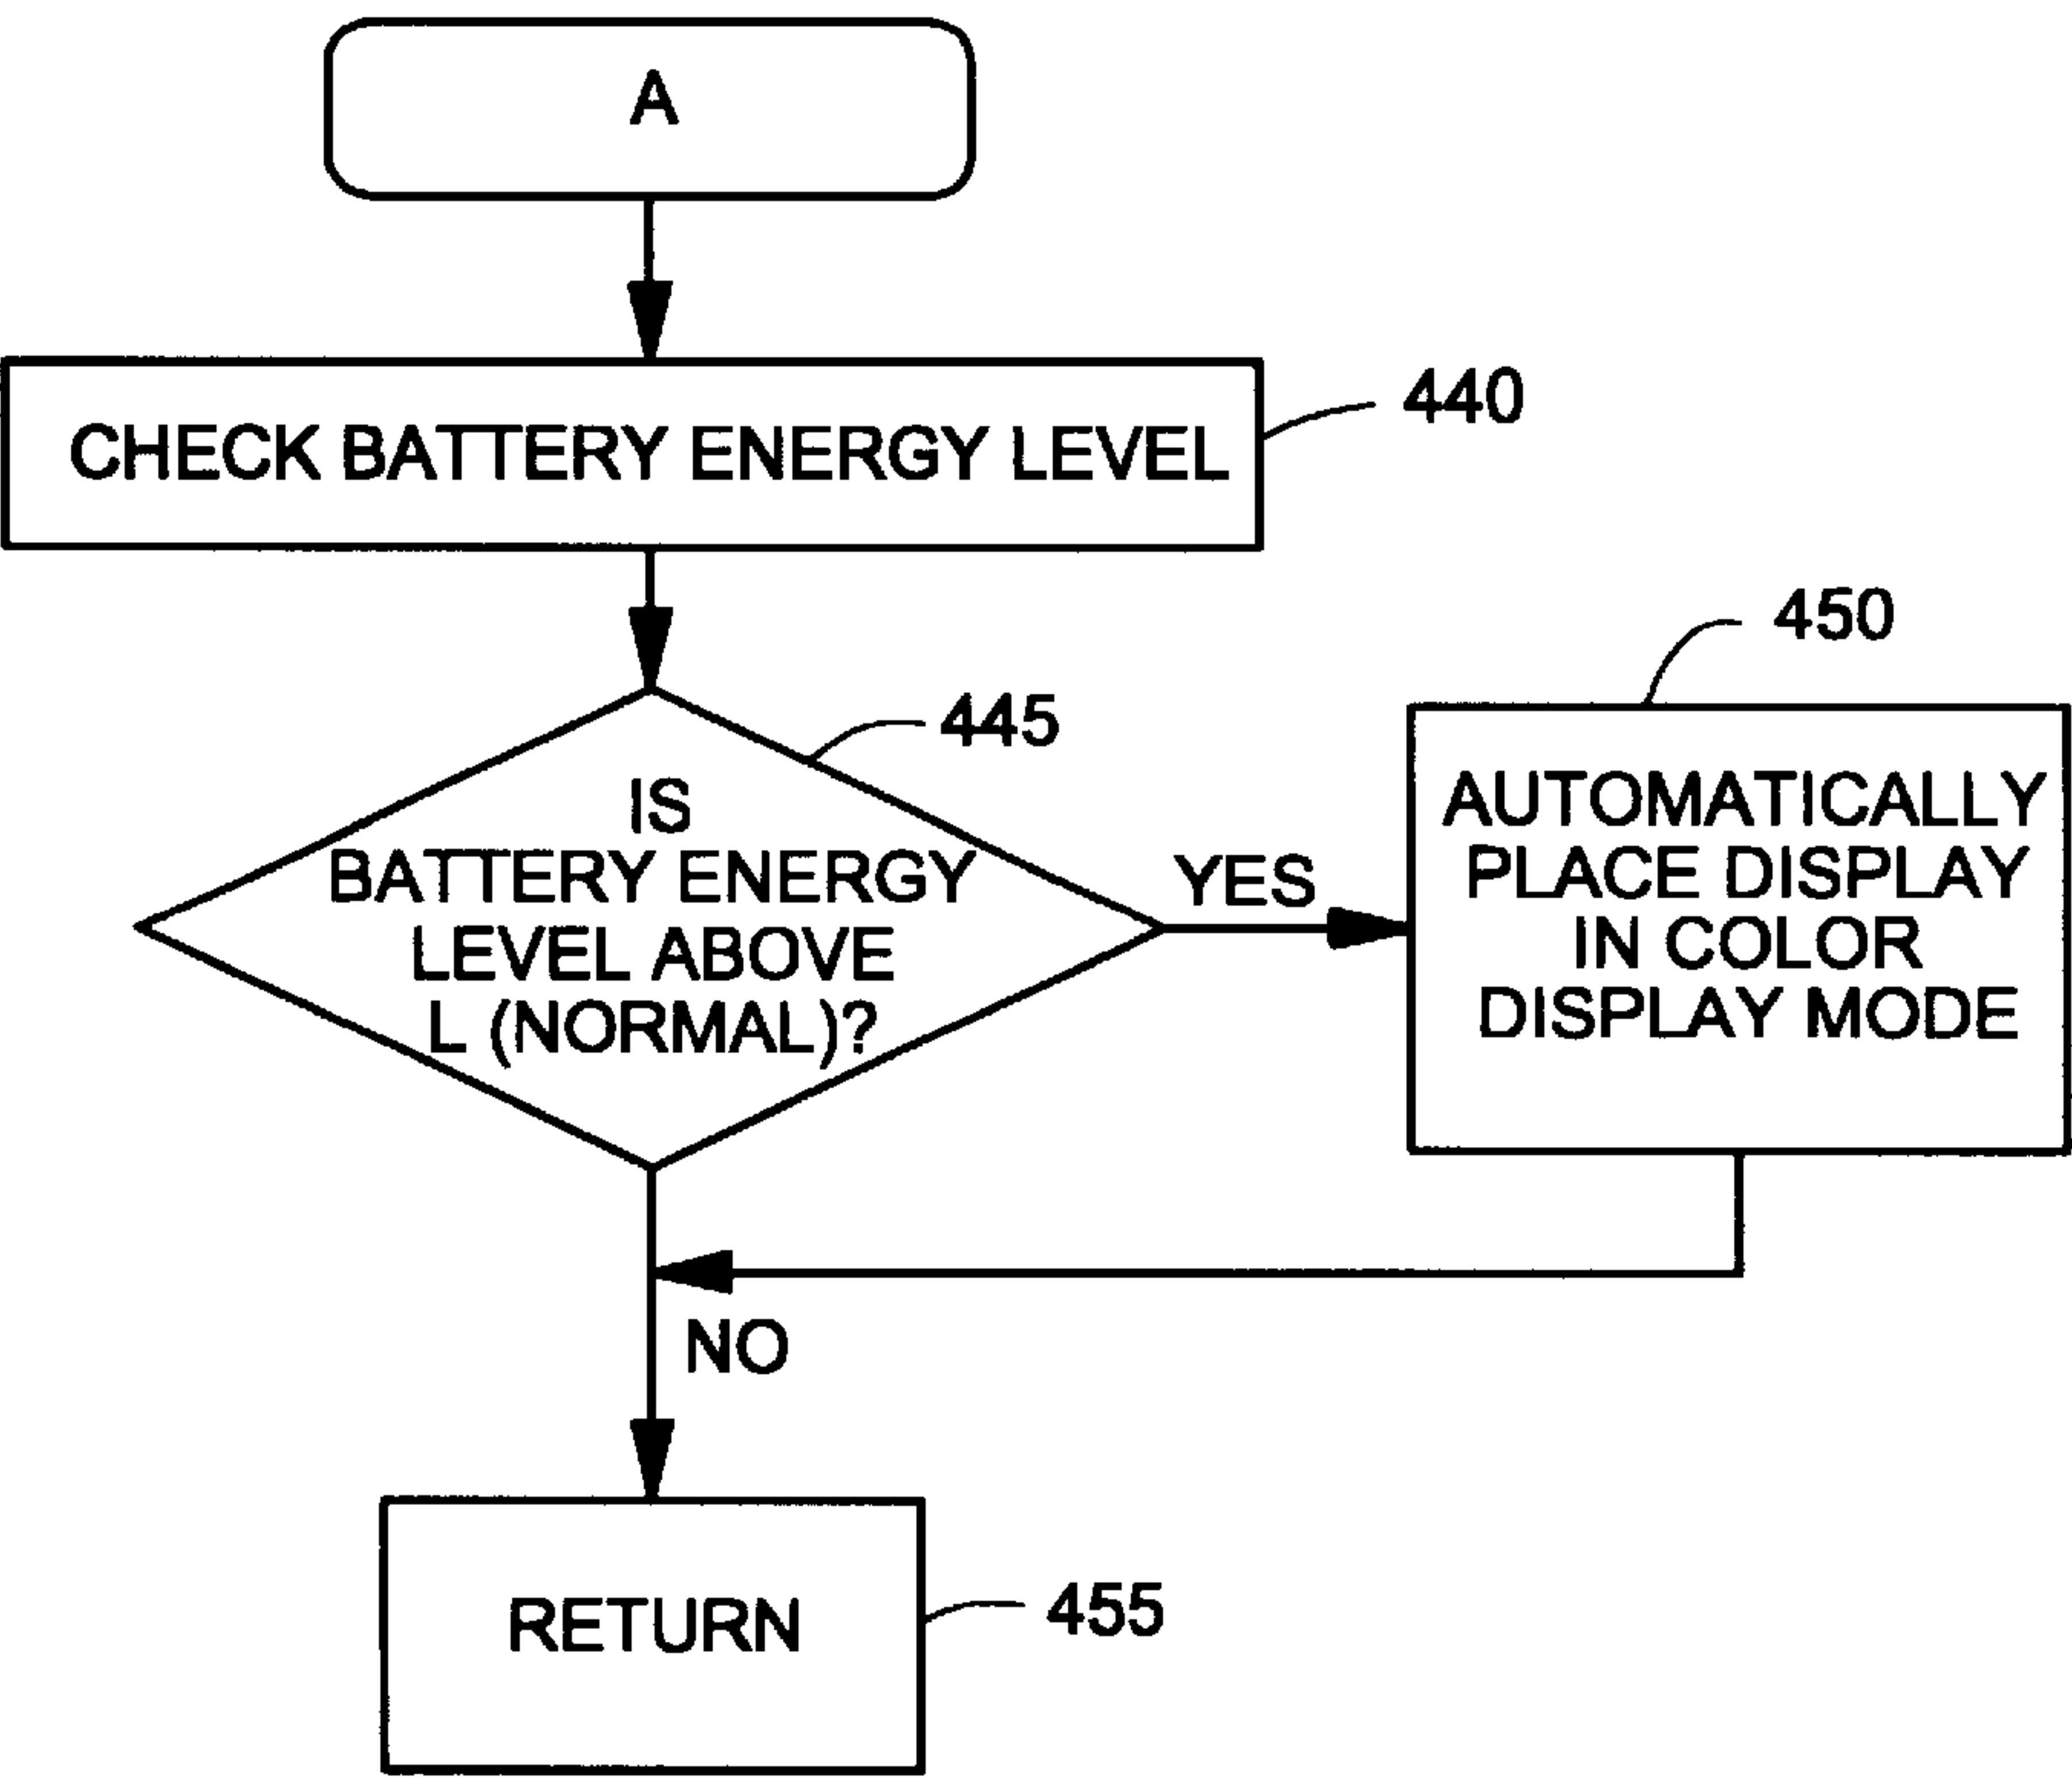 A
440
CHECK BATTERY ENERGY LEVEL
450
445
IS
BATTERY ENERGY
LEVEL ABOVE
L (NORMAL)?
YES
AUTOMATICALLY
PLACE DISPLAY
IN COLOR
DISPLAY MODE
NO
RETURN
455